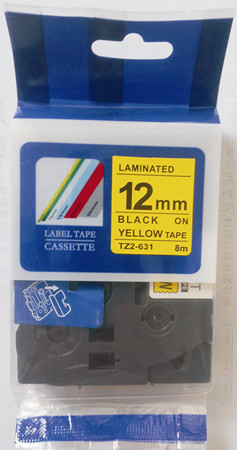 LAMINATED
12mm
BLACK ON
YELLOW TAPE
TZ2-631 8m
LABEL TAPE
CASSETTE